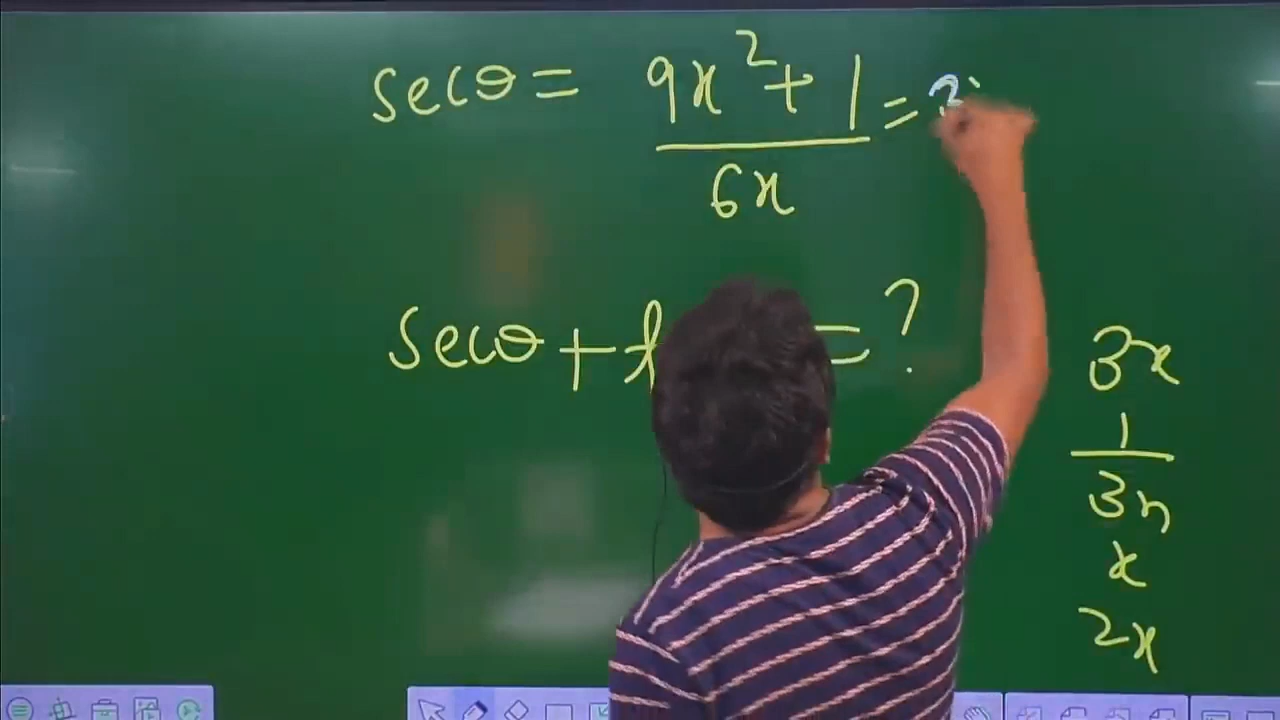 secθ = 9x² + 1 =
6x
secθ + = ?
3x
1
3x
x
2x